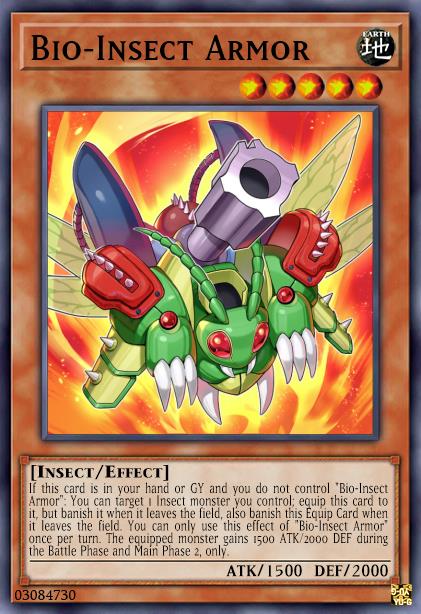 Bio-Insect Armor
EARTH
地
[Insect/Effect]
If this card is in your hand or GY and you do not control "Bio-Insect
Armor": You can target 1 Insect monster you control; equip this card to
it, but banish it when it leaves the field, also banish this Equip Card when
it leaves the field. You can only use this effect of "Bio-Insect Armor"
once per turn. The equipped monster gains 1500 ATK/2000 DEF during
the Battle Phase and Main Phase 2, only.
ATK/1500 DEF/2000
03084730